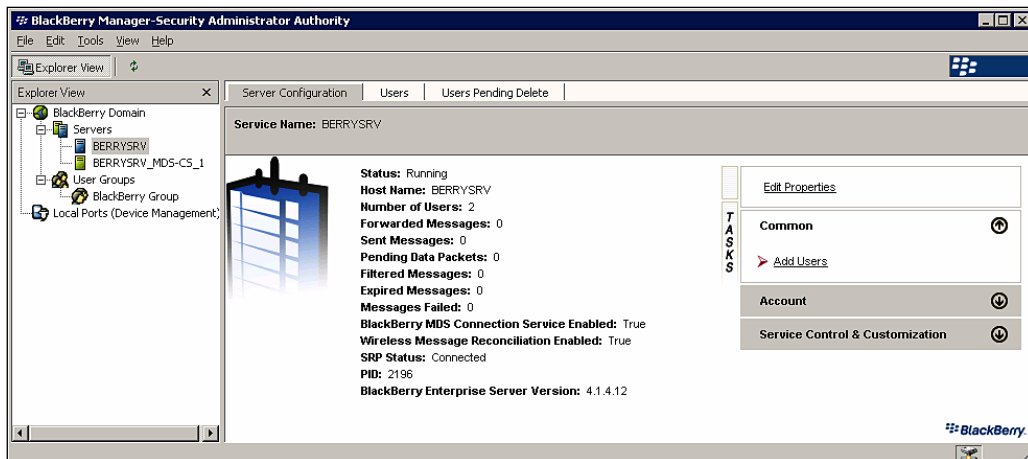 BlackBerry Manager-Security Administrator Authority
File Edit Tools View Help
Explorer View
Explorer View
BlackBerry Domain
Servers
BERRYSRV
BERRYSRV_MDS-CS_1
User Groups
BlackBerry Group
Local Ports (Device Management)
Server Configuration Users Users Pending Delete
Service Name: BERRYSRV
Status: Running
Host Name: BERRYSRV
Number of Users: 2
Forwarded Messages: 0
Sent Messages: 0
Pending Data Packets: 0
Filtered Messages: 0
Expired Messages: 0
Messages Failed: 0
BlackBerry MDS Connection Service Enabled: True
Wireless Message Reconciliation Enabled: True
SRP Status: Connected
PID: 2196
BlackBerry Enterprise Server Version: 4.1.4.12
TASKS
Edit Properties
Common
Add Users
Account
Service Control & Customization
BlackBerry.